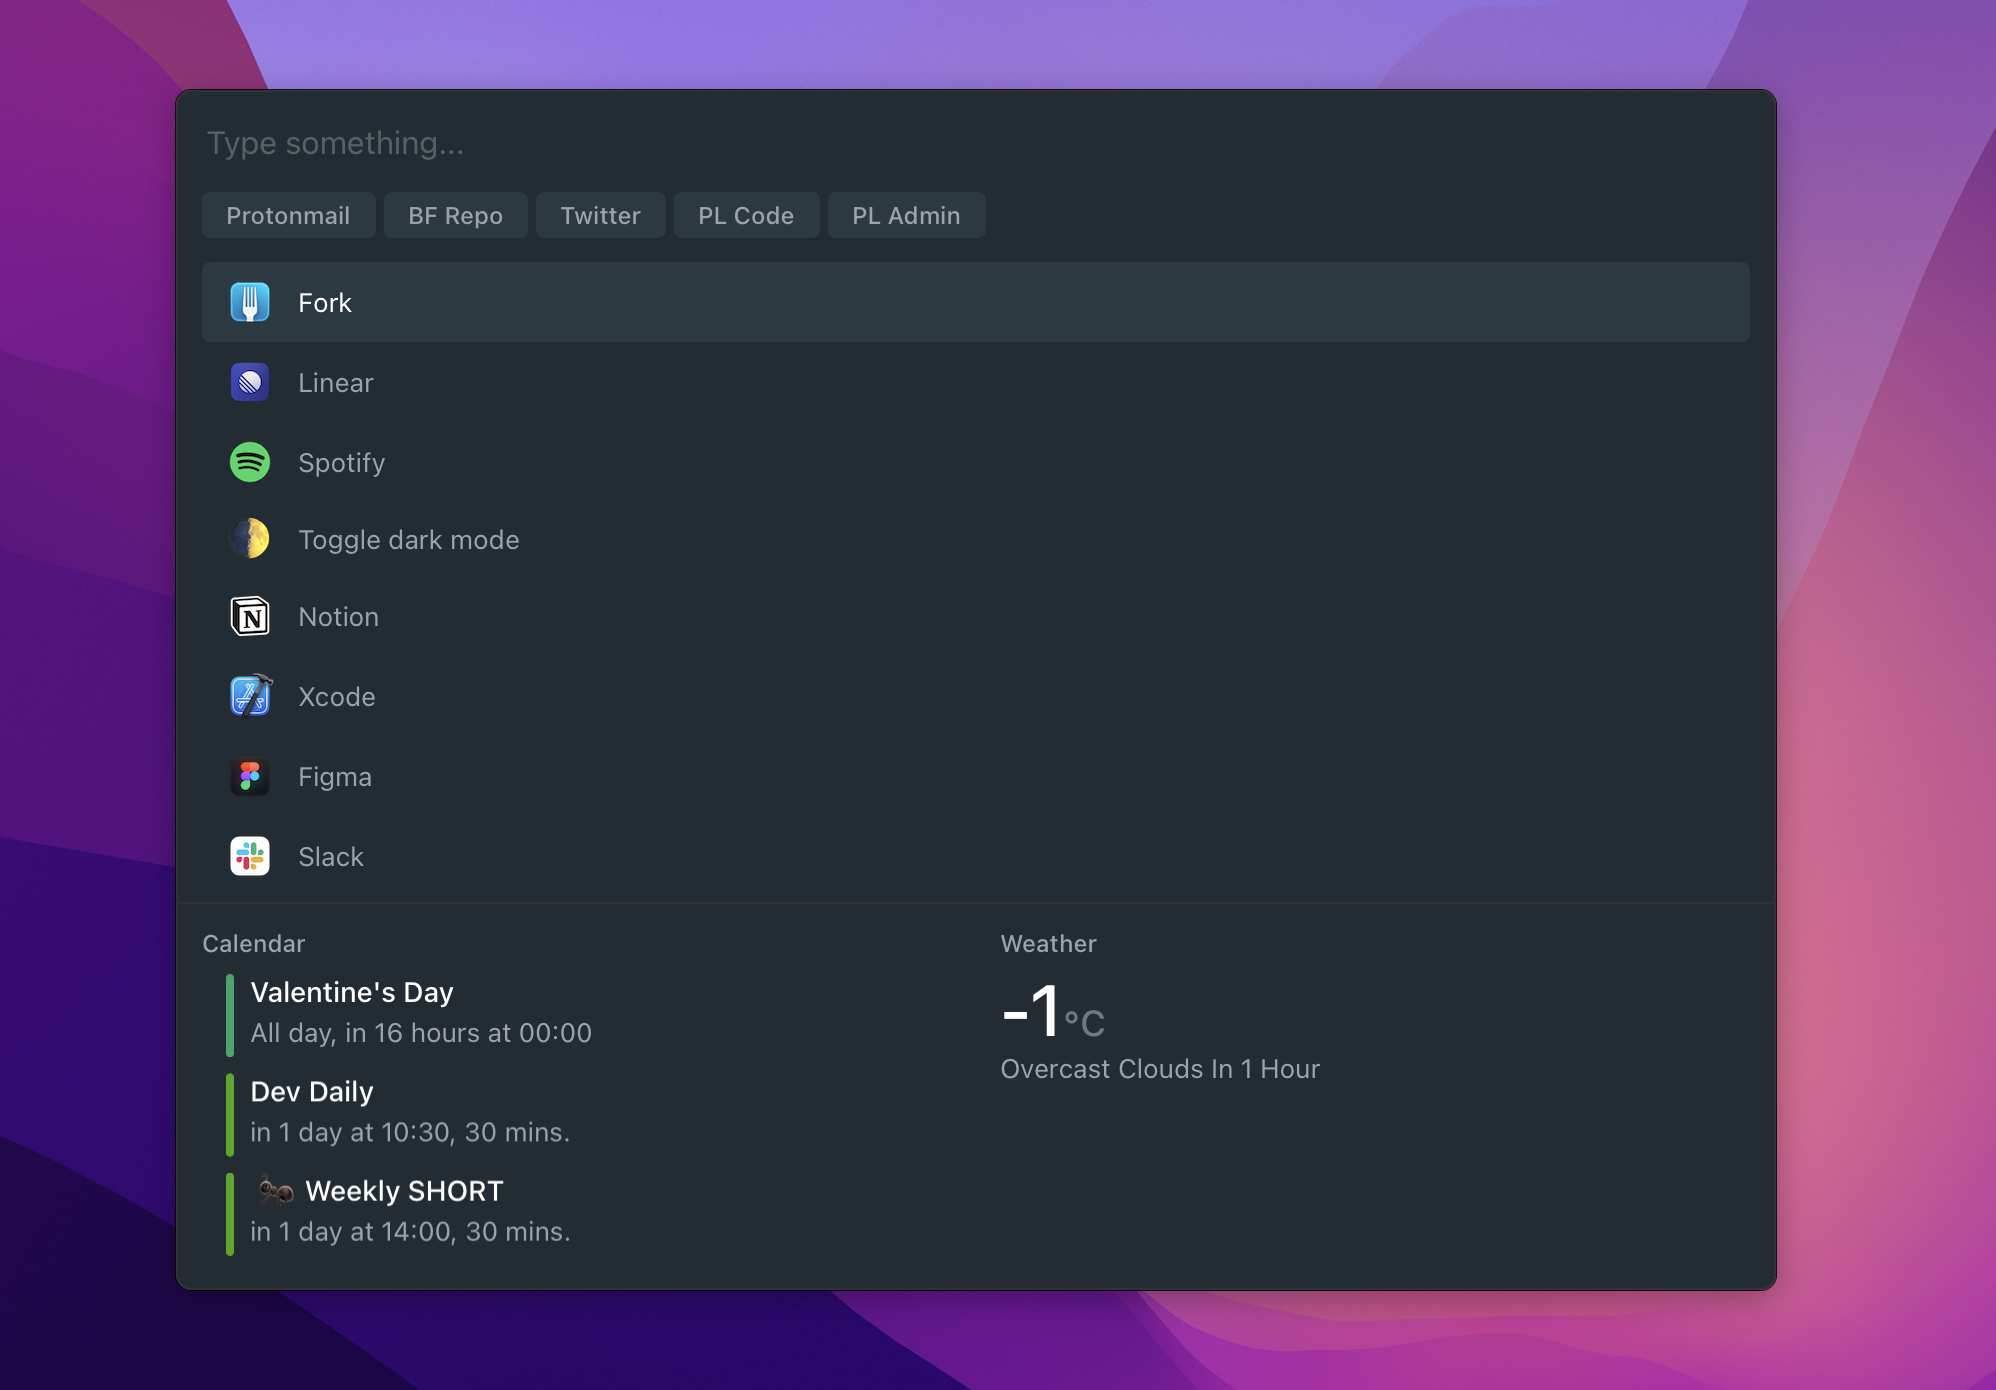 Type something...
Protonmail BF Repo Twitter PL Code PL Admin
Fork
Linear
Spotify
Toggle dark mode
Notion
Xcode
Figma
Slack
Calendar
Valentine's Day
All day, in 16 hours at 00:00
Dev Daily
in 1 day at 10:30, 30 mins.
🐜 Weekly SHORT
in 1 day at 14:00, 30 mins.
Weather
-1°C
Overcast Clouds In 1 Hour